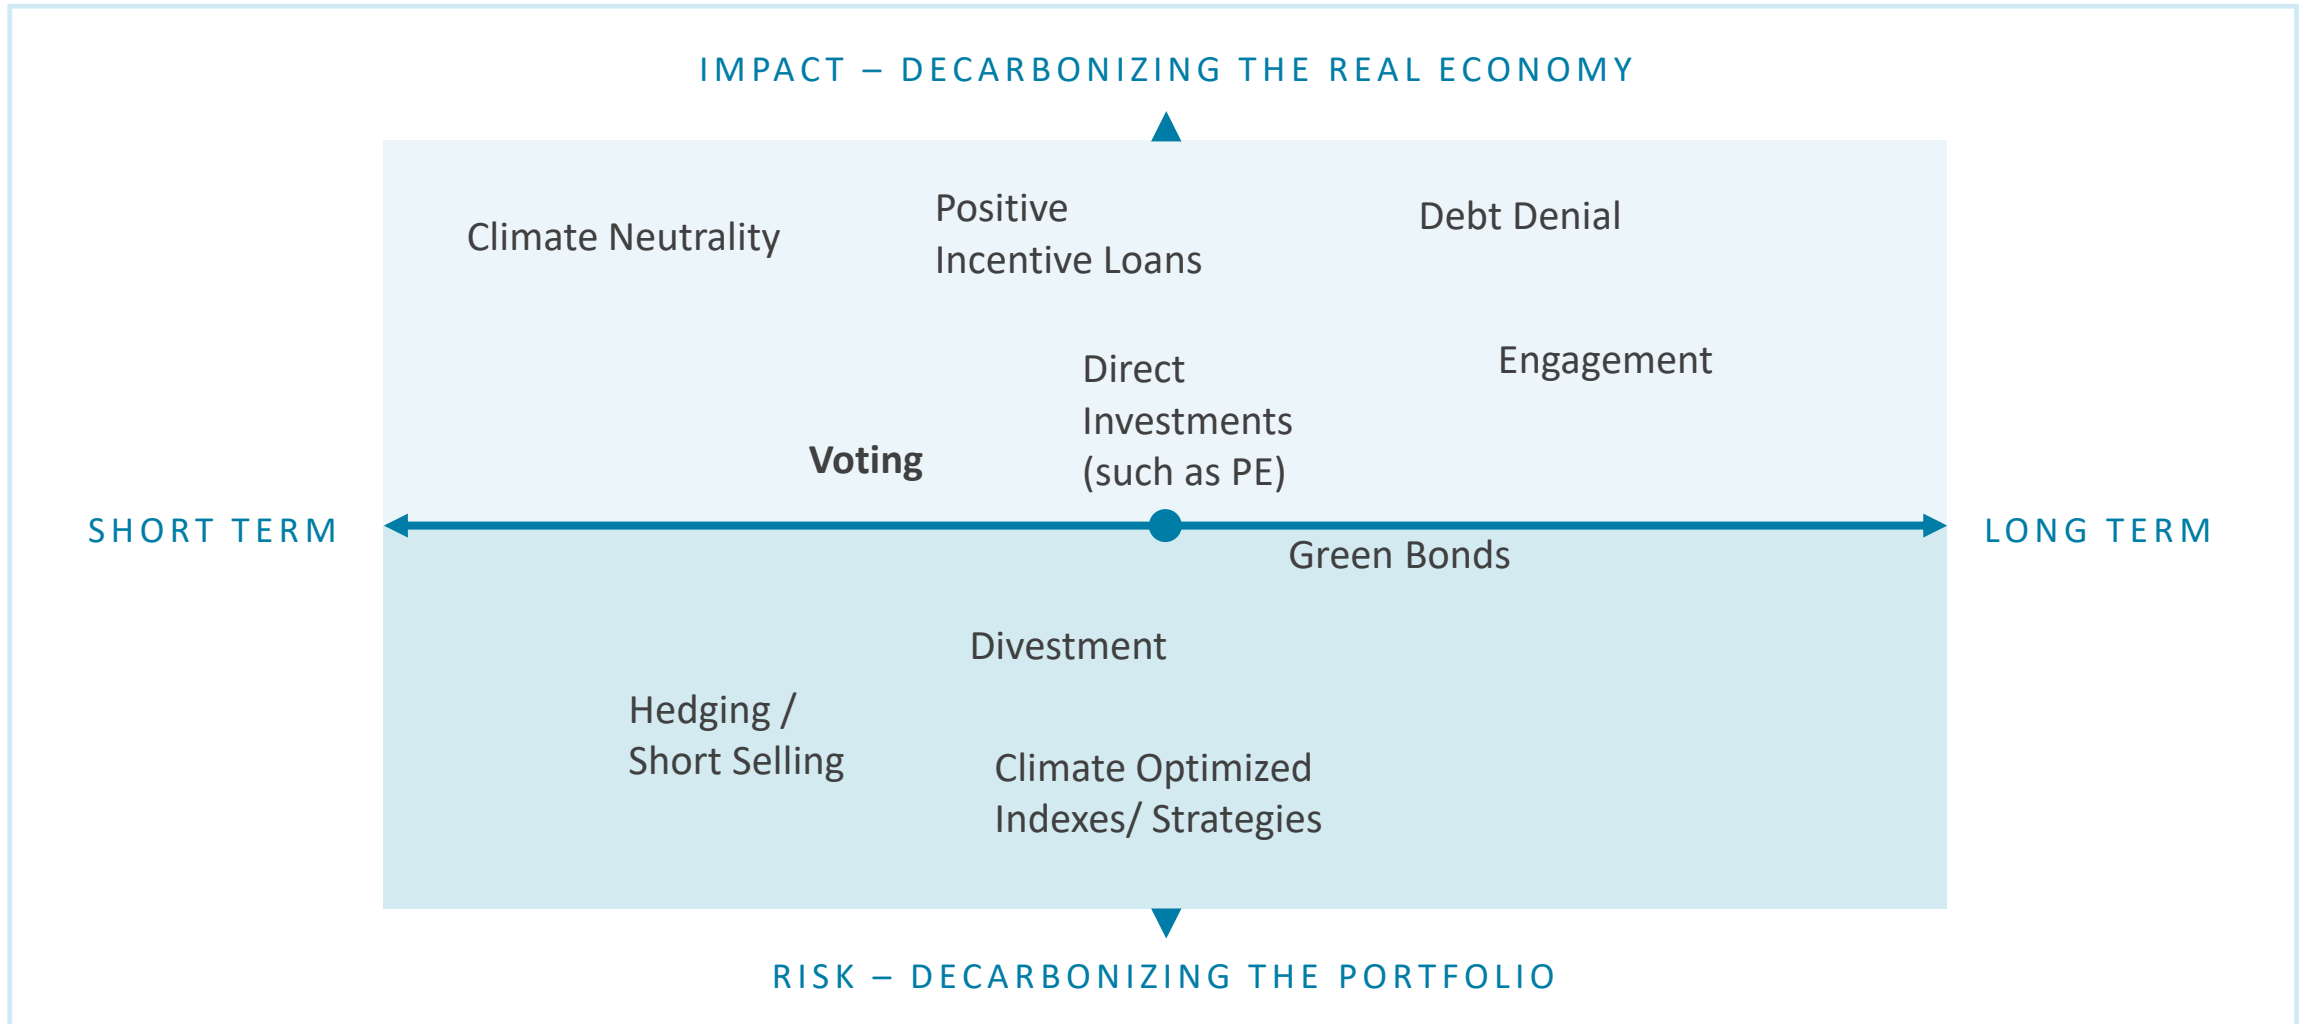 IMPACT – DECARBONIZING THE REAL ECONOMY
Climate Neutrality
Positive
Incentive Loans
Debt Denial
Direct
Investments
(such as PE)
Engagement
Voting
SHORT TERM
LONG TERM
Green Bonds
Divestment
Hedging /
Short Selling
Climate Optimized
Indexes/ Strategies
RISK – DECARBONIZING THE PORTFOLIO